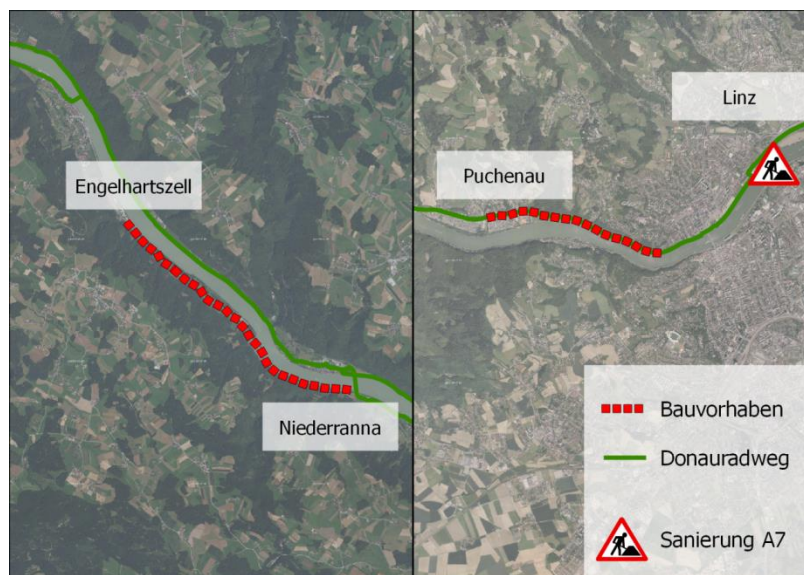 Engelhartszell
Niederranna
Linz
Puchenau
Bauvorhaben
Donauradweg
Sanierung A7